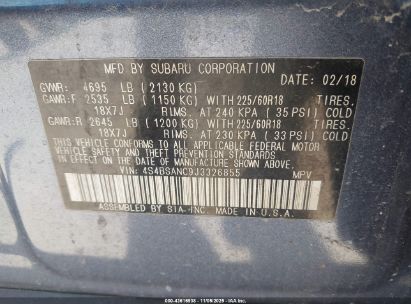 MFD BY SUBARU CORPORATION
DATE: 02/18
GVWR: 4695 LB (2130 KG)
GAWR:F 2535 LB (1150 KG) WITH 225/60R18 TIRES.
18X7J RIMS. AT 240 KPA (35 PSI) COLD
GAWR:R 2645 LB (1200 KG) WITH 225/60R18 TIRES.
18X7J RIMS. AT 230 KPA (33 PSI) COLD
THIS VEHICLE CONFORMS TO ALL APPLICABLE FEDERAL MOTOR
VEHICLE SAFETY AND THEFT PREVENTION STANDARDS
IN EFFECT ON THE DATE OF MANUFACTURE SHOWN ABOVE.
VIN: 4S4BSANC9J3326855 MPV
ASSEMBLED BY SIA-INC. IN U.S.A.